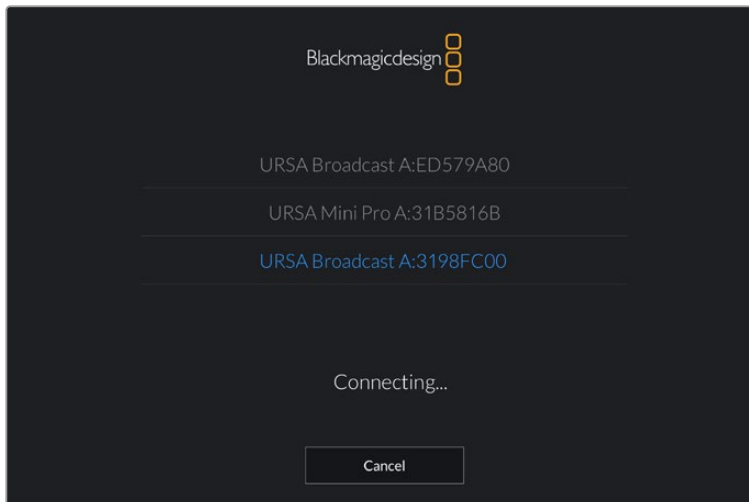 Blackmagicdesign
URSA Broadcast A:ED579A80
URSA Mini Pro A:31B5816B
URSA Broadcast A:3198FC00
Connecting...
Cancel